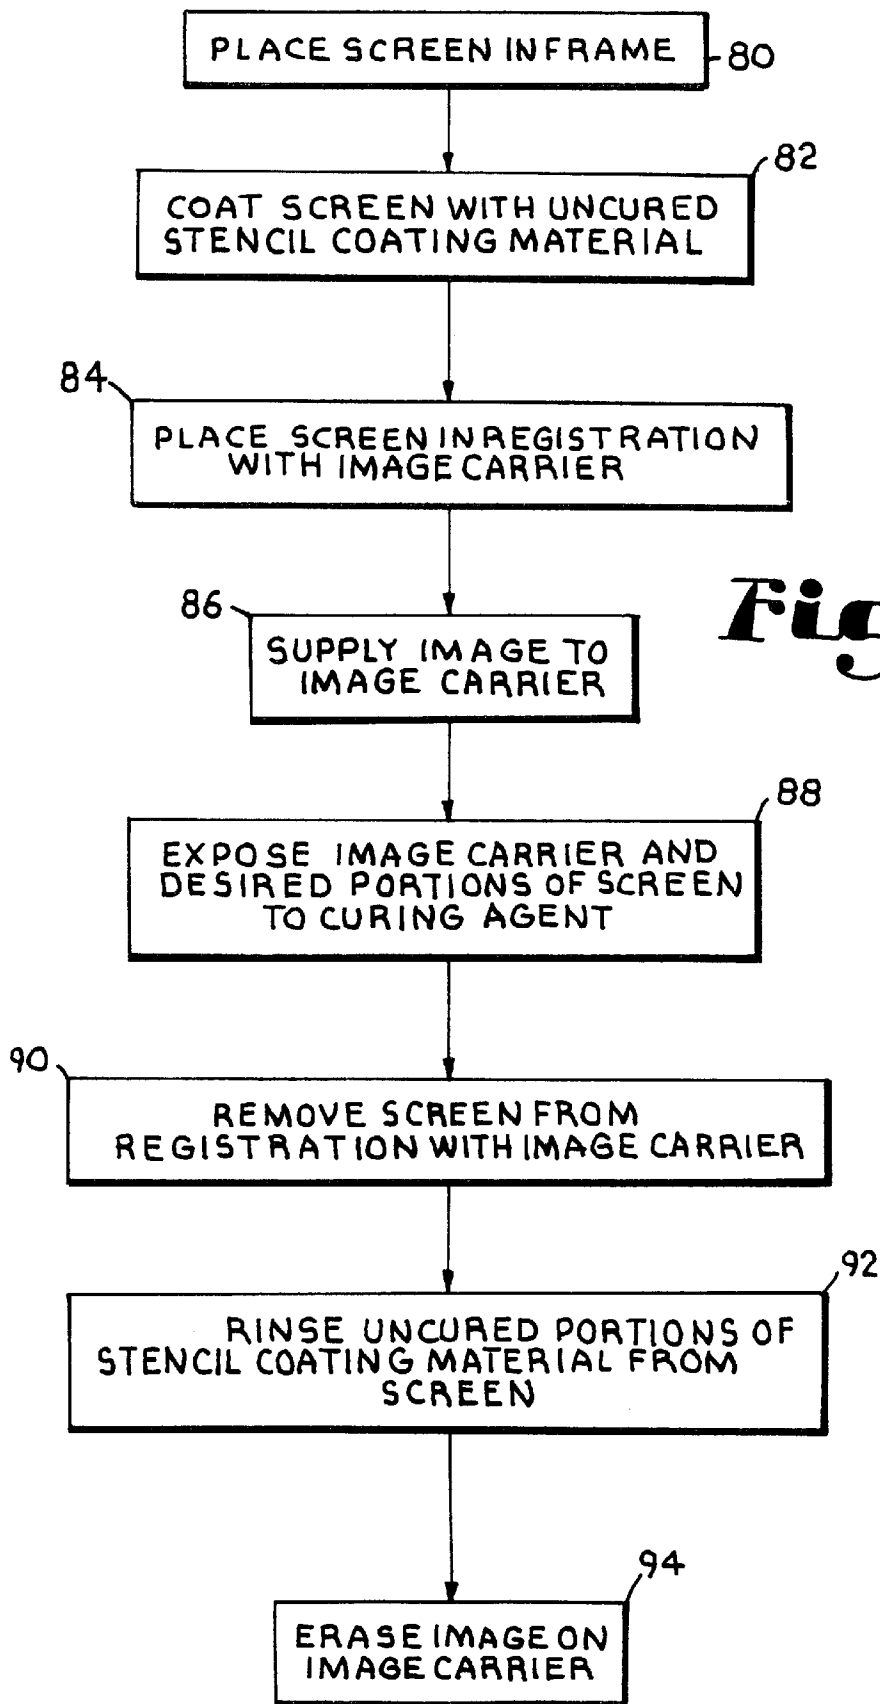 PLACE SCREEN IN FRAME
80
82
COAT SCREEN WITH UNCURED
STENCIL COATING MATERIAL
84
PLACE SCREEN IN REGISTRATION
WITH IMAGE CARRIER
86
SUPPLY IMAGE TO
IMAGE CARRIER
88
EXPOSE IMAGE CARRIER AND
DESIRED PORTIONS OF SCREEN
TO CURING AGENT
90
REMOVE SCREEN FROM
REGISTRATION WITH IMAGE CARRIER
92
RINSE UNCURED PORTIONS OF
STENCIL COATING MATERIAL FROM
SCREEN
94
ERASE IMAGE ON
IMAGE CARRIER